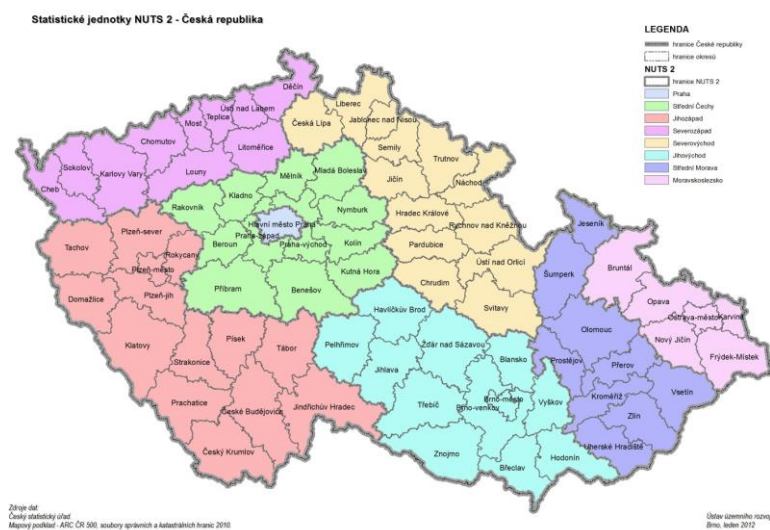 Statistické jednotky NUTS 2 - Česká republika
LEGENDA
hranice České republiky
hranice okresů
NUTS 2
hranice NUTS 2
Praha
Střední Čechy
Jihozápad
Severozápad
Severovýchod
Jihovýchod
Střední Morava
Moravskoslezsko
Děčín
Liberec
Ústí nad Labem
Teplice
Česká Lípa
Jablonec nad Nisou
Most
Chomutov
Litoměřice
Semily
Trutnov
Sokolov
Karlovy Vary
Louny
Mělník
Mladá Boleslav
Jičín
Náchod
Cheb
Rakovník
Kladno
Nymburk
Hradec Králové
Rychnov nad Kněžnou
Jeseník
Hlavní město Praha
Praha-západ
Praha-východ
Beroun
Kolín
Pardubice
Ústí nad Orlicí
Šumperk
Bruntál
Tachov
Plzeň-sever
Rokycany
Plzeň-město
Příbram
Benešov
Kutná Hora
Chrudim
Svitavy
Opava
Ostrava-město
Karviná
Domažlice
Plzeň-jih
Havlíčkův Brod
Olomouc
Nový Jičín
Frýdek-Místek
Klatovy
Písek
Tábor
Pelhřimov
Žďár nad Sázavou
Blansko
Prostějov
Přerov
Strakonice
Jihlava
Kroměříž
Vsetín
Prachatice
České Budějovice
Jindřichův Hradec
Třebíč
Brno-město
Brno-venkov
Vyškov
Zlín
Český Krumlov
Znojmo
Břeclav
Hodonín
Uherské Hradiště
Zdroje dat:
Český statistický úřad
Mapový podklad - ARC ČR 500, soubory správních a katastrálních hranic 2010.
Ústav územního rozvoj
Brno, leden 2012